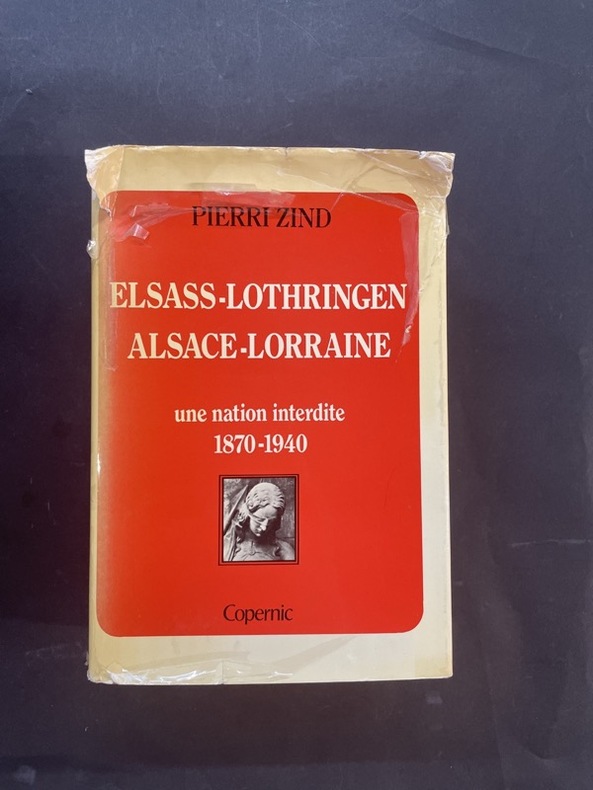 PIERRI ZIND
ELSASS-LOTHRINGEN
ALSACE-LORRAINE
une nation interdite
1870-1940
Copernic